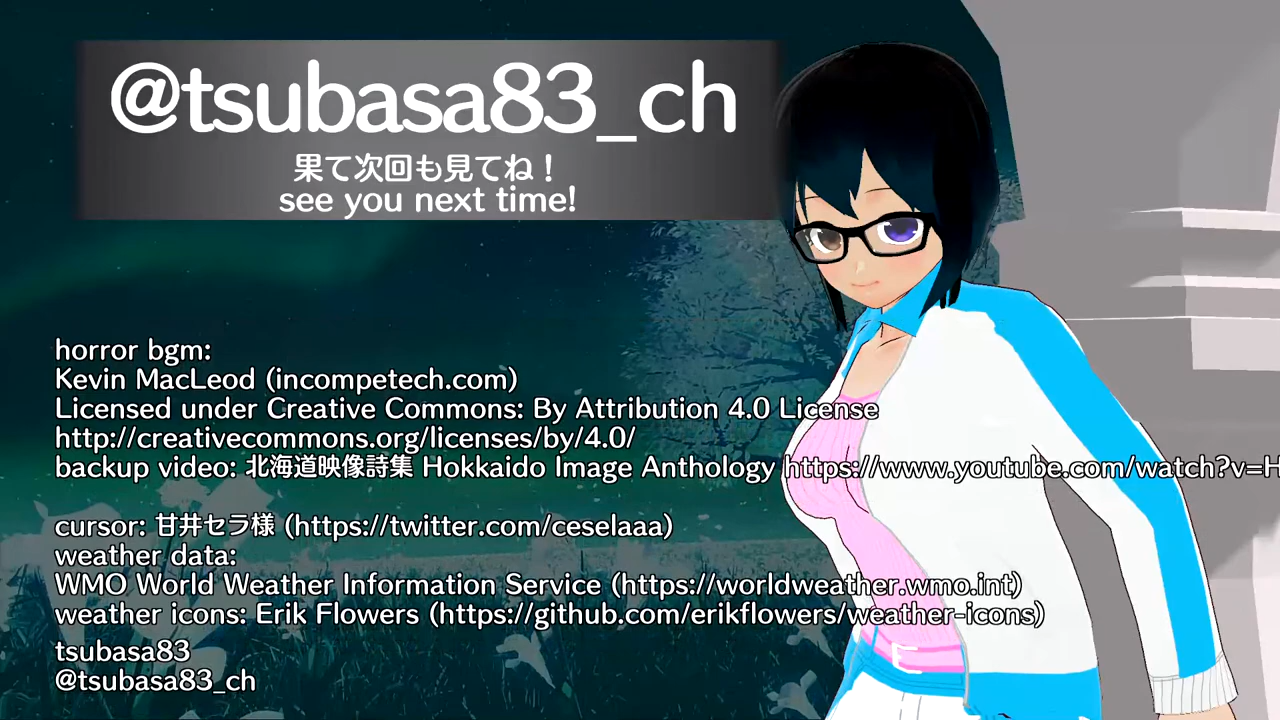 @tsubasa83_ch
果て次回も見てね！
see you next time!
horror bgm:
Kevin MacLeod (incompetech.com)
Licensed under Creative Commons: By Attribution 4.0 License
http://creativecommons.org/licenses/by/4.0/
backup video: 北海道映像詩集 Hokkaido Image Anthology https://www.youtube.com/watch?v=H
cursor: 甘井セラ様 (https://twitter.com/ceselaaa)
weather data:
WMO World Weather Information Service (https://worldweather.wmo.int)
weather icons: Erik Flowers (https://github.com/erikflowers/weather-icons)
tsubasa83
@tsubasa83_ch